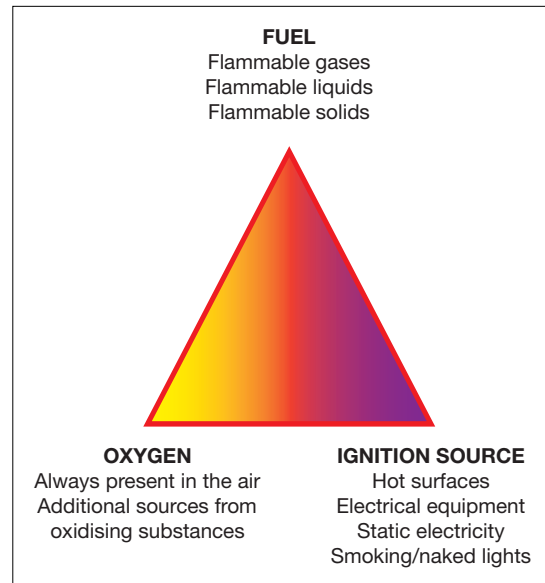 FUEL
Flammable gases
Flammable liquids
Flammable solids
OXYGEN
Always present in the air
Additional sources from
oxidising substances
IGNITION SOURCE
Hot surfaces
Electrical equipment
Static electricity
Smoking/naked lights